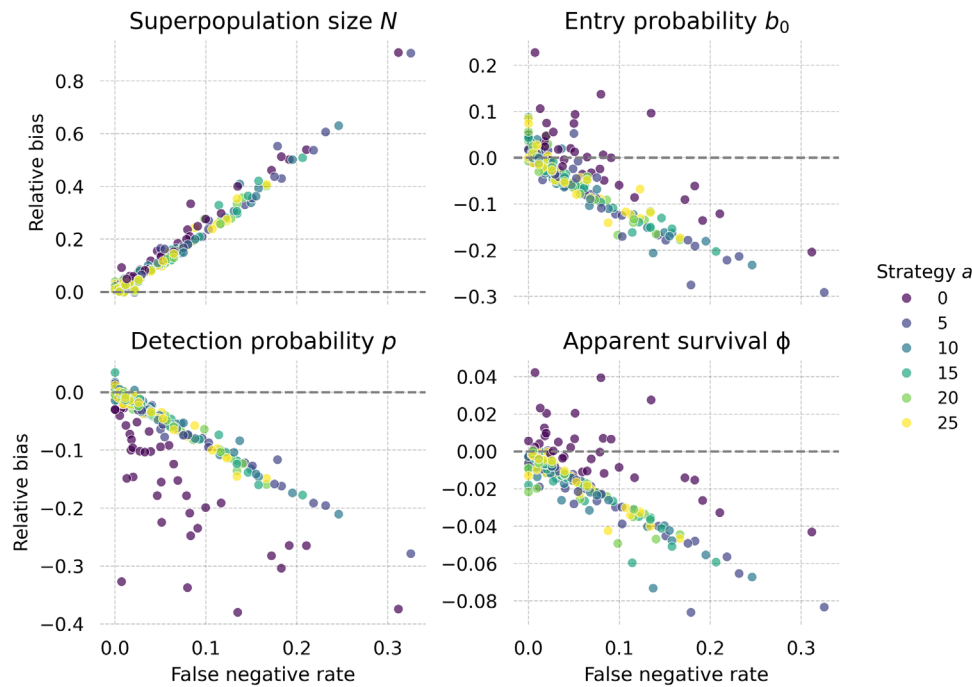 Superpopulation size N
Entry probability b₀
Relative bias
0.8
0.6
0.4
0.2
0.0
0.2
0.1
0.0
−0.1
−0.2
−0.3
Strategy a
0
5
10
15
20
25
Detection probability p
Apparent survival ϕ
Relative bias
0.0
−0.1
−0.2
−0.3
−0.4
0.04
0.02
0.00
−0.02
−0.04
−0.06
−0.08
0.0 0.1 0.2 0.3
0.0 0.1 0.2 0.3
False negative rate
False negative rate